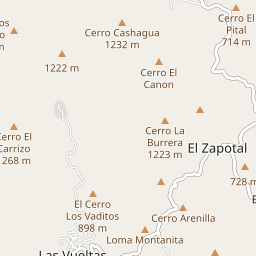 Cerro Cashagua
1232 m
Cerro El
Pital
714 m
1222 m
Cerro El
Canon
Cerro El
Carrizo
268 m
Cerro La
Burrera
1223 m
El Zapotal
728 m
El Cerro
Los Vaditos
898 m
Cerro Arenilla
Loma Montanita
Las Vueltas